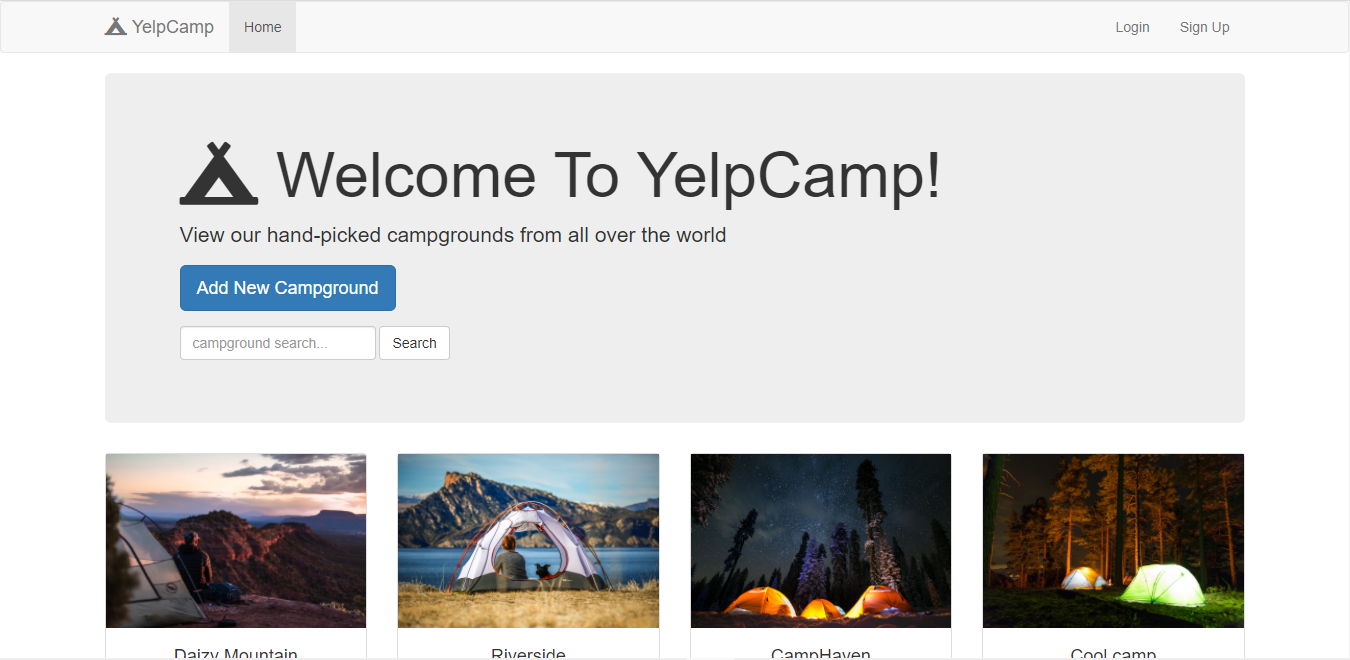 YelpCamp Home Login Sign Up
Welcome To YelpCamp!
View our hand-picked campgrounds from all over the world
Add New Campground
campground search... Search
Daizy Mountain Riverside CampHaven Cool camp